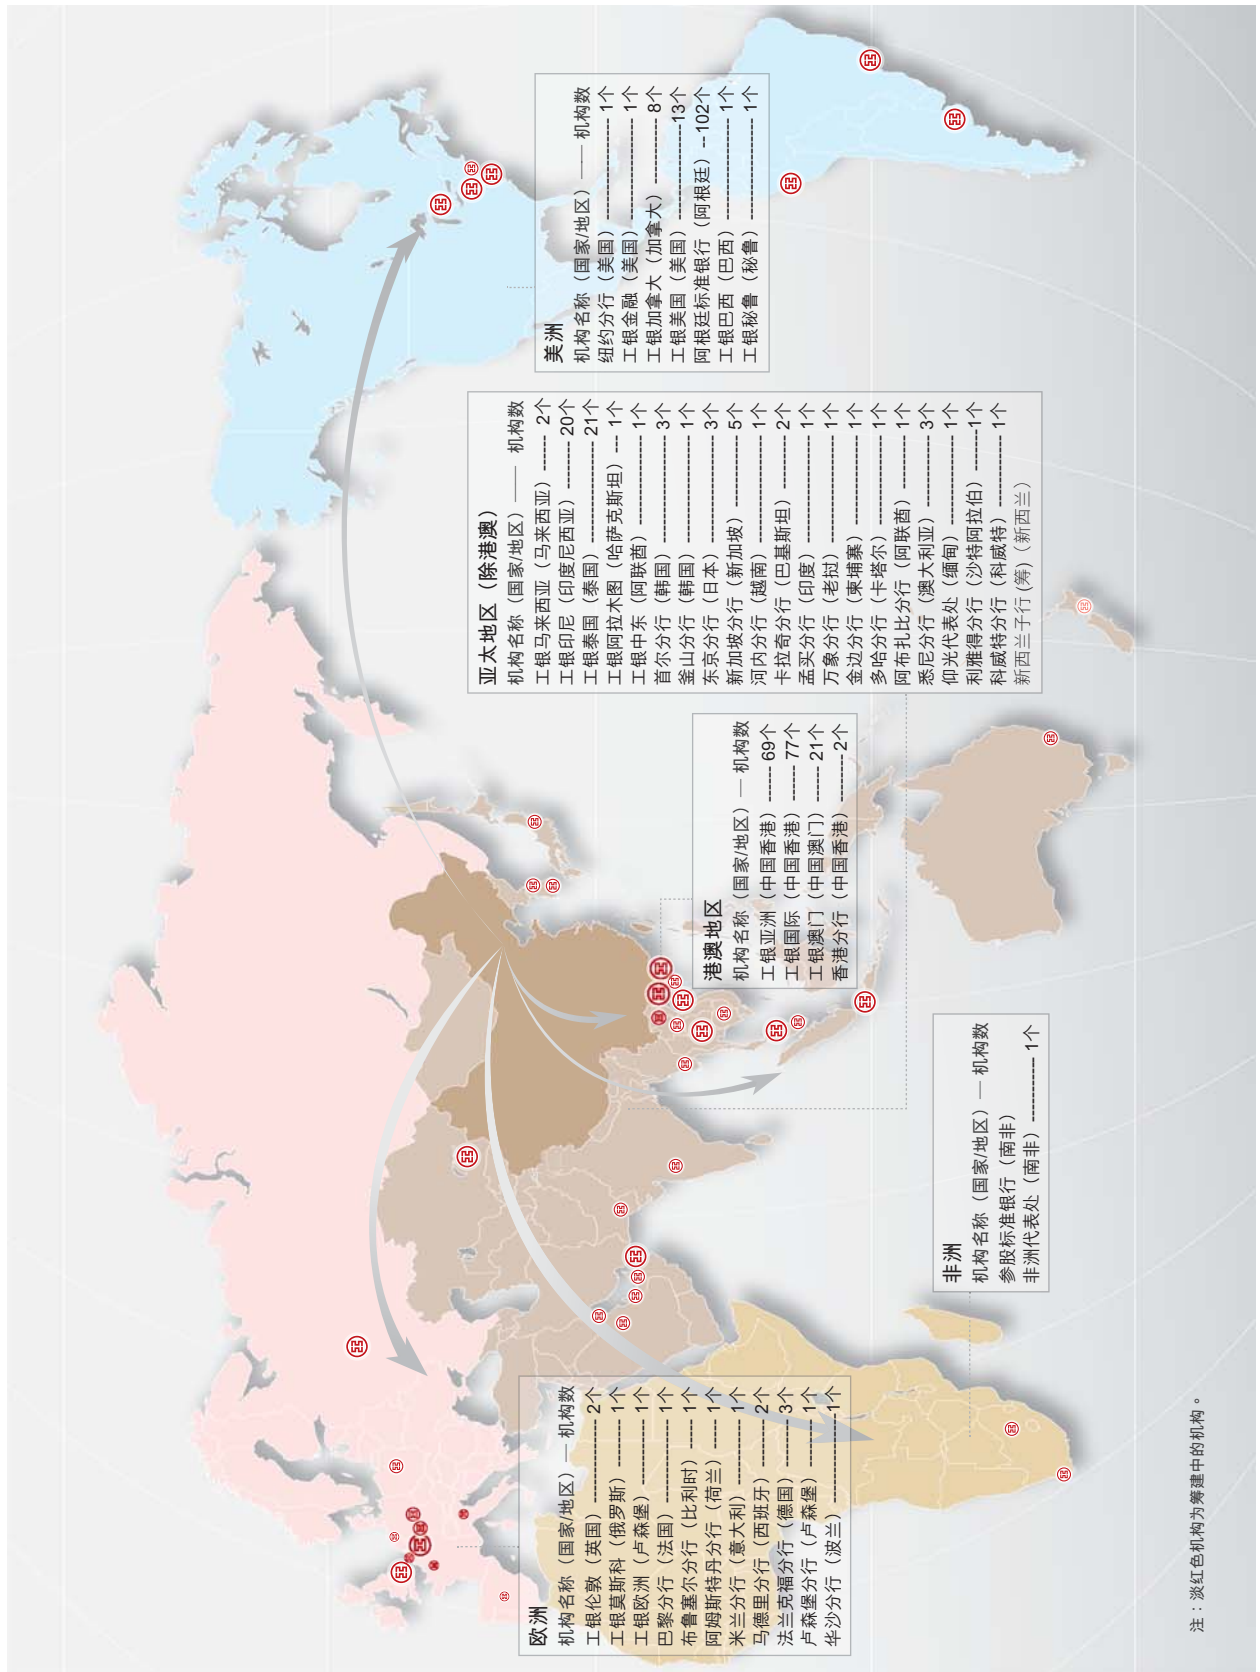 欧洲
机构名称（国家/地区）— 机构数
工银伦敦（英国）----------- 2个
工银莫斯科（俄罗斯）------- 1个
工银欧洲（卢森堡）--------- 1个
巴黎分行（法国）----------- 1个
布鲁塞尔分行（比利时）----- 1个
阿姆斯特丹分行（荷兰）----- 1个
米兰分行（意大利）---------1个
马德里分行（西班牙）------- 2个
法兰克福分行（德国）------- 3个
卢森堡分行（卢森堡）------- 1个
华沙分行（波兰）-----------1个
非洲
机构名称（国家/地区）— 机构数
参股标准银行（南非）
非洲代表处（南非）---------- 1个
港澳地区
机构名称（国家/地区）— 机构数
工银亚洲（中国香港）------ 69个
工银国际（中国香港）------ 77个
工银澳门（中国澳门）------ 21个
香港分行（中国香港）-------2个
亚太地区（除港澳）
机构名称（国家/地区）—— 机构数
工银马来西亚（马来西亚）------ 2个
工银印尼（印度尼西亚）------- 20个
工银泰国（泰国）------------- 21个
工银阿拉木图（哈萨克斯坦）--- 1个
工银中东（阿联酋）------------ 1个
首尔分行（韩国）-------------- 3个
釜山分行（韩国）-------------- 1个
东京分行（日本）-------------- 3个
新加坡分行（新加坡）---------- 5个
河内分行（越南）-------------- 1个
卡拉奇分行（巴基斯坦）-------- 2个
孟买分行（印度）-------------- 1个
万象分行（老挝）-------------- 1个
金边分行（柬埔寨）------------ 1个
多哈分行（卡塔尔）------------ 1个
阿布扎比分行（阿联酋）-------- 1个
悉尼分行（澳大利亚）---------- 3个
仰光代表处（缅甸）------------ 1个
利雅得分行（沙特阿拉伯）------1个
科威特分行（科威特）---------- 1个
新西兰子行(筹)（新西兰）
美洲
机构名称（国家/地区）—— 机构数
纽约分行（美国）-------------- 1个
工银金融（美国）-------------- 1个
工银加拿大（加拿大）---------- 8个
工银美国（美国）--------------13个
阿根廷标准银行（阿根廷）--102个
工银巴西（巴西）-------------- 1个
工银秘鲁（秘鲁）-------------- 1个
注：淡红色机构为筹建中的机构。